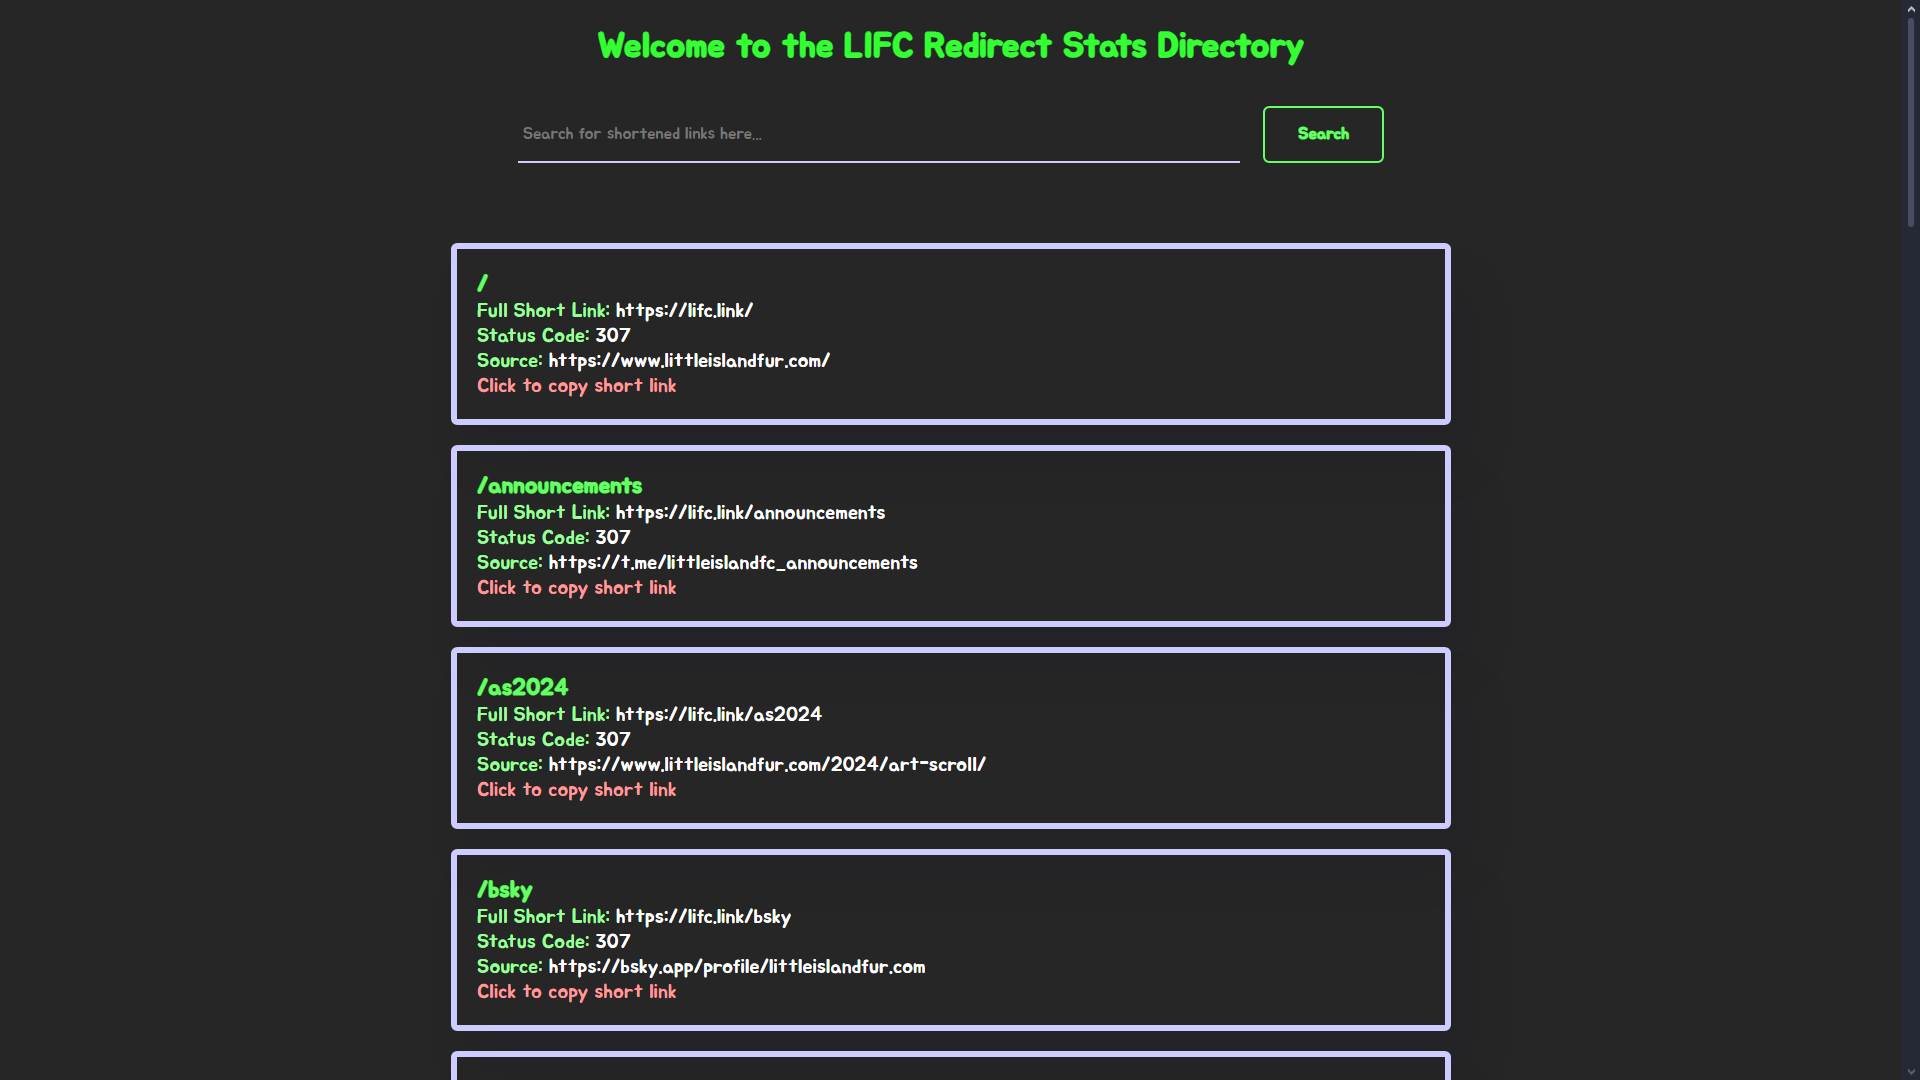 Welcome to the LIFC Redirect Stats Directory
Search for shortened links here...
Search
/
Full Short Link: https://lifc.link/
Status Code: 307
Source: https://www.littleislandfur.com/
Click to copy short link
/announcements
Full Short Link: https://lifc.link/announcements
Status Code: 307
Source: https://t.me/littleislandfc_announcements
Click to copy short link
/as2024
Full Short Link: https://lifc.link/as2024
Status Code: 307
Source: https://www.littleislandfur.com/2024/art-scroll/
Click to copy short link
/bsky
Full Short Link: https://lifc.link/bsky
Status Code: 307
Source: https://bsky.app/profile/littleislandfur.com
Click to copy short link